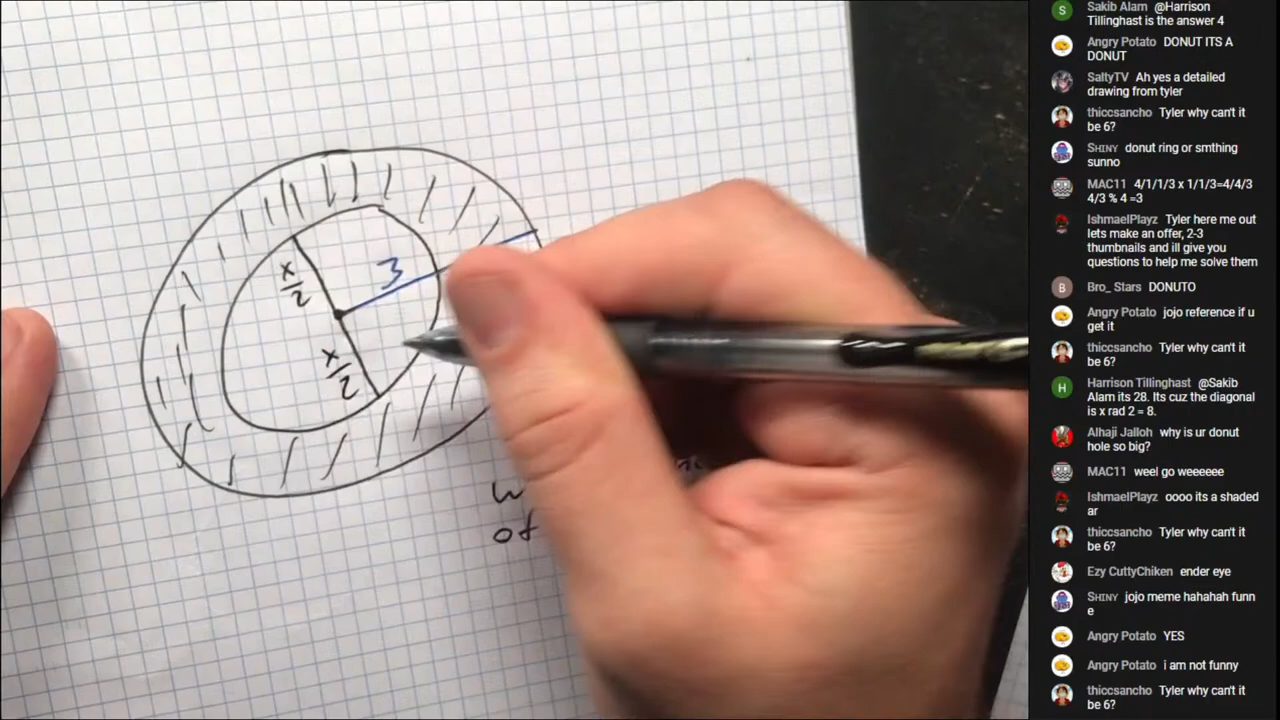 x
2
3
x
2
of
S Sakib Alam @Harrison
Tillinghast is the answer 4
Angry Potato DONUT ITS A
DONUT
SaltyTV Ah yes a detailed
drawing from tyler
thiccsancho Tyler why can't it
be 6?
SHINY donut ring or smthing
sunno
MAC11 4/1/1/3 x 1/1/3=4/4/3
4/3 % 4 =3
IshmaelPlayz Tyler here me out
lets make an offer, 2-3
thumbnails and ill give you
questions to help me solve them
B Bro_ Stars DONUTO
Angry Potato jojo reference if u
get it
thiccsancho Tyler why can't it
be 6?
H Harrison Tillinghast @Sakib
Alam its 28. Its cuz the diagonal
is x rad 2 = 8.
Alhaji Jalloh why is ur donut
hole so big?
MAC11 weel go weeeeee
IshmaelPlayz oooo its a shaded
ar
thiccsancho Tyler why can't it
be 6?
Ezy CuttyChiken ender eye
SHINY jojo meme hahahah funn
e
Angry Potato YES
Angry Potato i am not funny
thiccsancho Tyler why can't it
be 6?